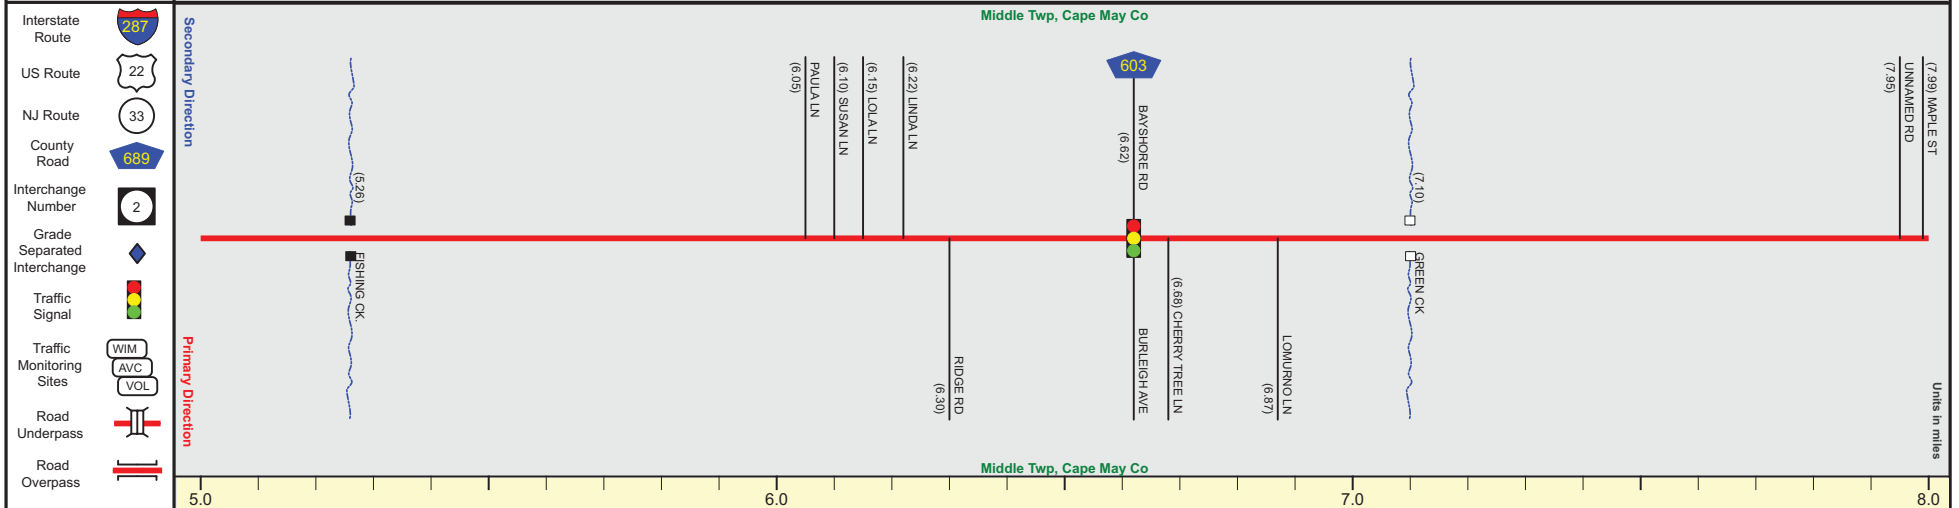 Interstate
Route
287
US Route
22
NJ Route
33
County
Road
689
Interchange
Number
2
Grade
Separated
Interchange
Traffic
Signal
Traffic
Monitoring
Sites
WIM
AVC
VOL
Road
Underpass
Road
Overpass
Secondary Direction
Primary Direction
Middle Twp, Cape May Co
(5.26)
FISHING CK.
PAULA LN
(6.05)
(6.10) SUSAN LN
(6.15) LOLA LN
(6.22) LINDA LN
RIDGE RD
(6.30)
603
BAYSHORE RD
(6.62)
BURLEIGH AVE
(6.68) CHERRY TREE LN
LOMURNO LN
(6.87)
(7.10)
GREEN CK
UNNAMED RD
(7.95)
(7.99) MAPLE ST
Units in miles
Middle Twp, Cape May Co
5.0
6.0
7.0
8.0